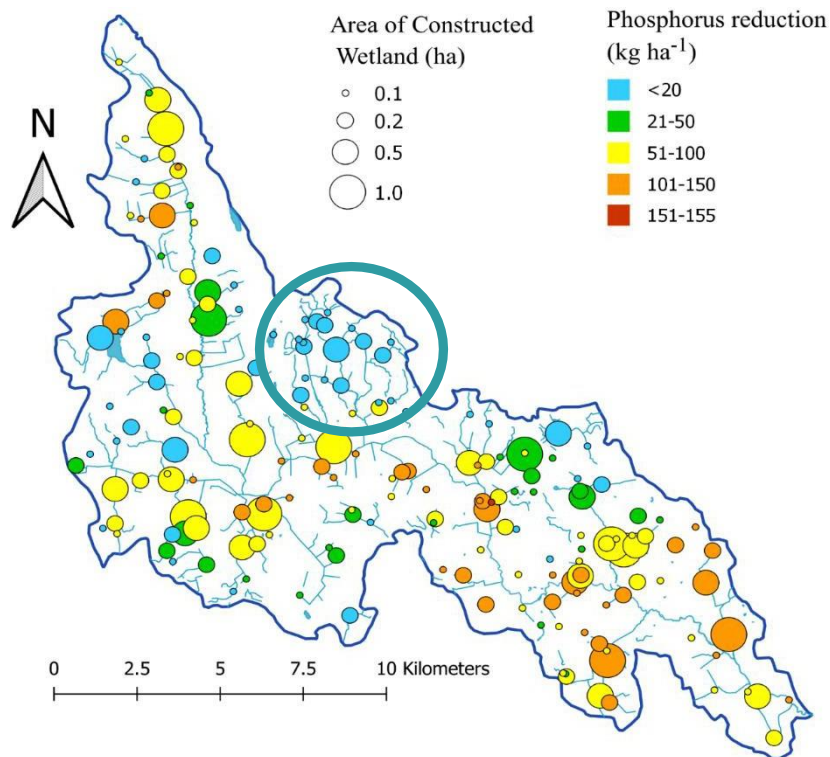 Area of Constructed
Wetland (ha)
0.1
0.2
0.5
1.0
Phosphorus reduction
(kg ha⁻¹)
<20
21-50
51-100
101-150
151-155
N
0 2.5 5 7.5 10 Kilometers